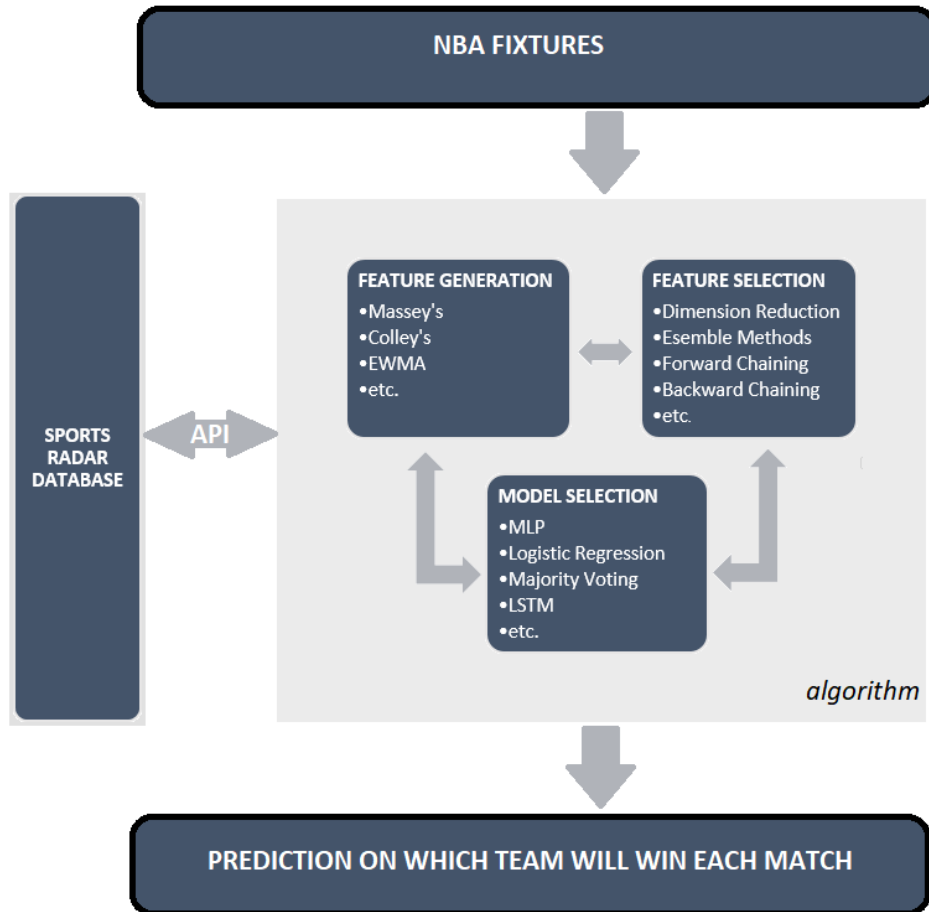 NBA FIXTURES
FEATURE GENERATION
•Massey's
•Colley's
•EWMA
•etc.
FEATURE SELECTION
•Dimension Reduction
•Esemble Methods
•Forward Chaining
•Backward Chaining
•etc.
SPORTS
RADAR
DATABASE
API
MODEL SELECTION
•MLP
•Logistic Regression
•Majority Voting
•LSTM
•etc.
algorithm
PREDICTION ON WHICH TEAM WILL WIN EACH MATCH